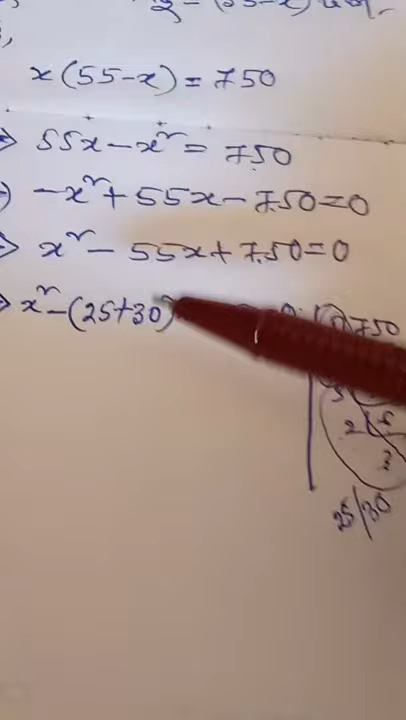 x(55-x) = 750
⇒ 55x - x² = 750
⇒ -x² + 55x - 750 = 0
⇒ x² - 55x + 750 = 0
⇒ x² - (25+30)
750
25/30